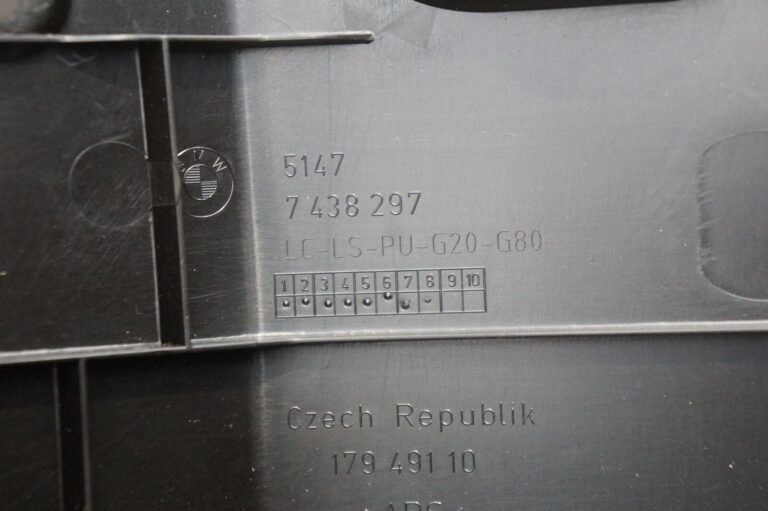 BMW
5147
7 438 297
LC-LS-PU-G20-G80
1 2 3 4 5 6 7 8 9 10
Czech Republik
179 491 10